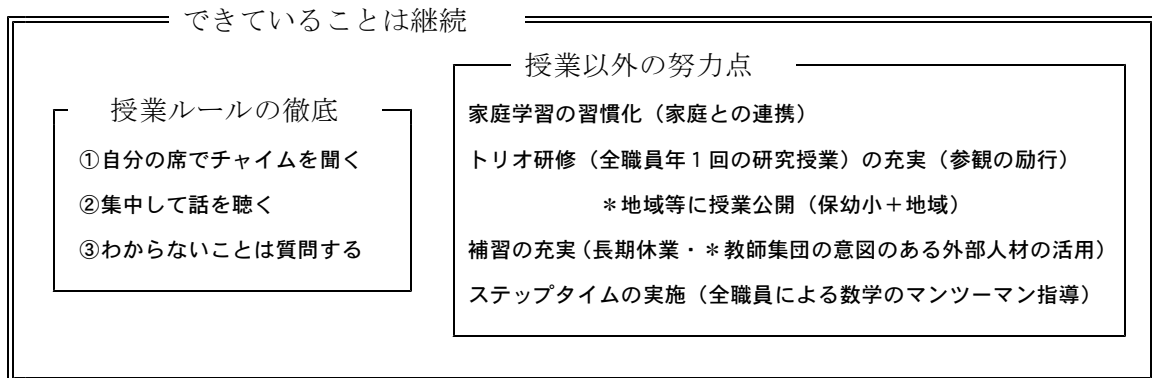 できていることは継続
授業ルールの徹底
①自分の席でチャイムを聞く
②集中して話を聴く
③わからないことは質問する
授業以外の努力点
家庭学習の習慣化（家庭との連携）
トリオ研修（全職員年１回の研究授業）の充実（参観の励行）
＊地域等に授業公開（保幼小＋地域）
補習の充実（長期休業・＊教師集団の意図のある外部人材の活用）
ステップタイムの実施（全職員による数学のマンツーマン指導）